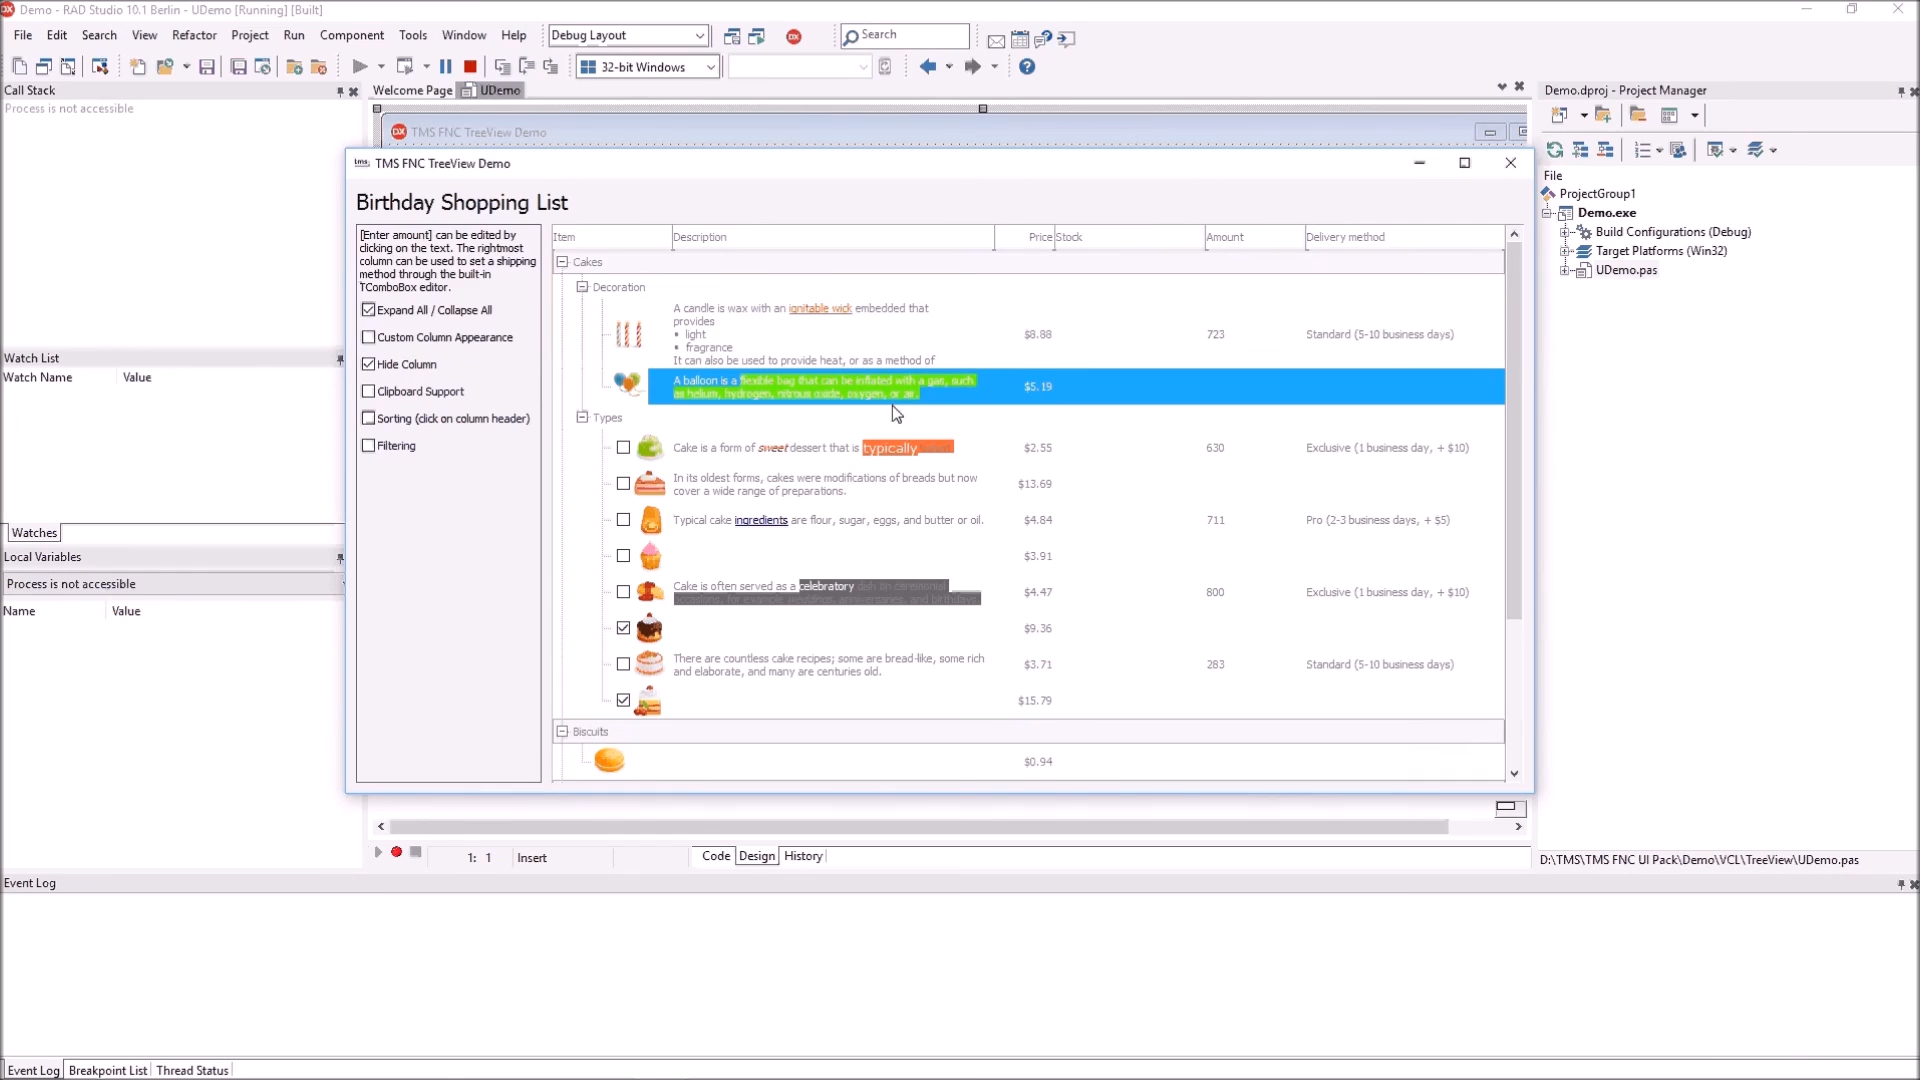 Demo - RAD Studio 10.1 Berlin - UDemo [Running] [Built]
File Edit Search View Refactor Project Run Component Tools Window Help Debug Layout Search
32-bit Windows
Call Stack
Process is not accessible
Welcome Page UDemo
TMS FNC TreeView Demo
Demo.dproj - Project Manager
File
ProjectGroup1
Demo.exe
Build Configurations (Debug)
Target Platforms (Win32)
UDemo.pas
D:\TMS\TMS FNC UI Pack\Demo\VCL\TreeView\UDemo.pas
Watch List
Watch Name Value
Watches
Local Variables
Process is not accessible
Name Value
tms TMS FNC TreeView Demo
Birthday Shopping List
[Enter amount] can be edited by
clicking on the text. The rightmost
column can be used to set a shipping
method through the built-in
TComboBox editor.
Expand All / Collapse All
Custom Column Appearance
Hide Column
Clipboard Support
Sorting (click on column header)
Filtering
Item Description Price Stock Amount Delivery method
Cakes
Decoration
A candle is wax with an ignitable wick embedded that
provides
• light
• fragrance
It can also be used to provide heat, or as a method of
$8.88 723 Standard (5-10 business days)
A balloon is a flexible bag that can be inflated with a gas, such
as helium, hydrogen, nitrous oxide, oxygen, or air.
$5.19
Types
Cake is a form of sweet dessert that is typically
$2.55 630 Exclusive (1 business day, + $10)
In its oldest forms, cakes were modifications of breads but now
cover a wide range of preparations.
$13.69
Typical cake ingredients are flour, sugar, eggs, and butter or oil.
$4.84 711 Pro (2-3 business days, + $5)
$3.91
Cake is often served as a celebratory dish on ceremonial
occasions, for example weddings, anniversaries, and birthdays.
$4.47 800 Exclusive (1 business day, + $10)
$9.36
There are countless cake recipes; some are bread-like, some rich
and elaborate, and many are centuries old.
$3.71 283 Standard (5-10 business days)
$15.79
Biscuits
$0.94
1: 1 Insert Code Design History
Event Log
Event Log Breakpoint List Thread Status